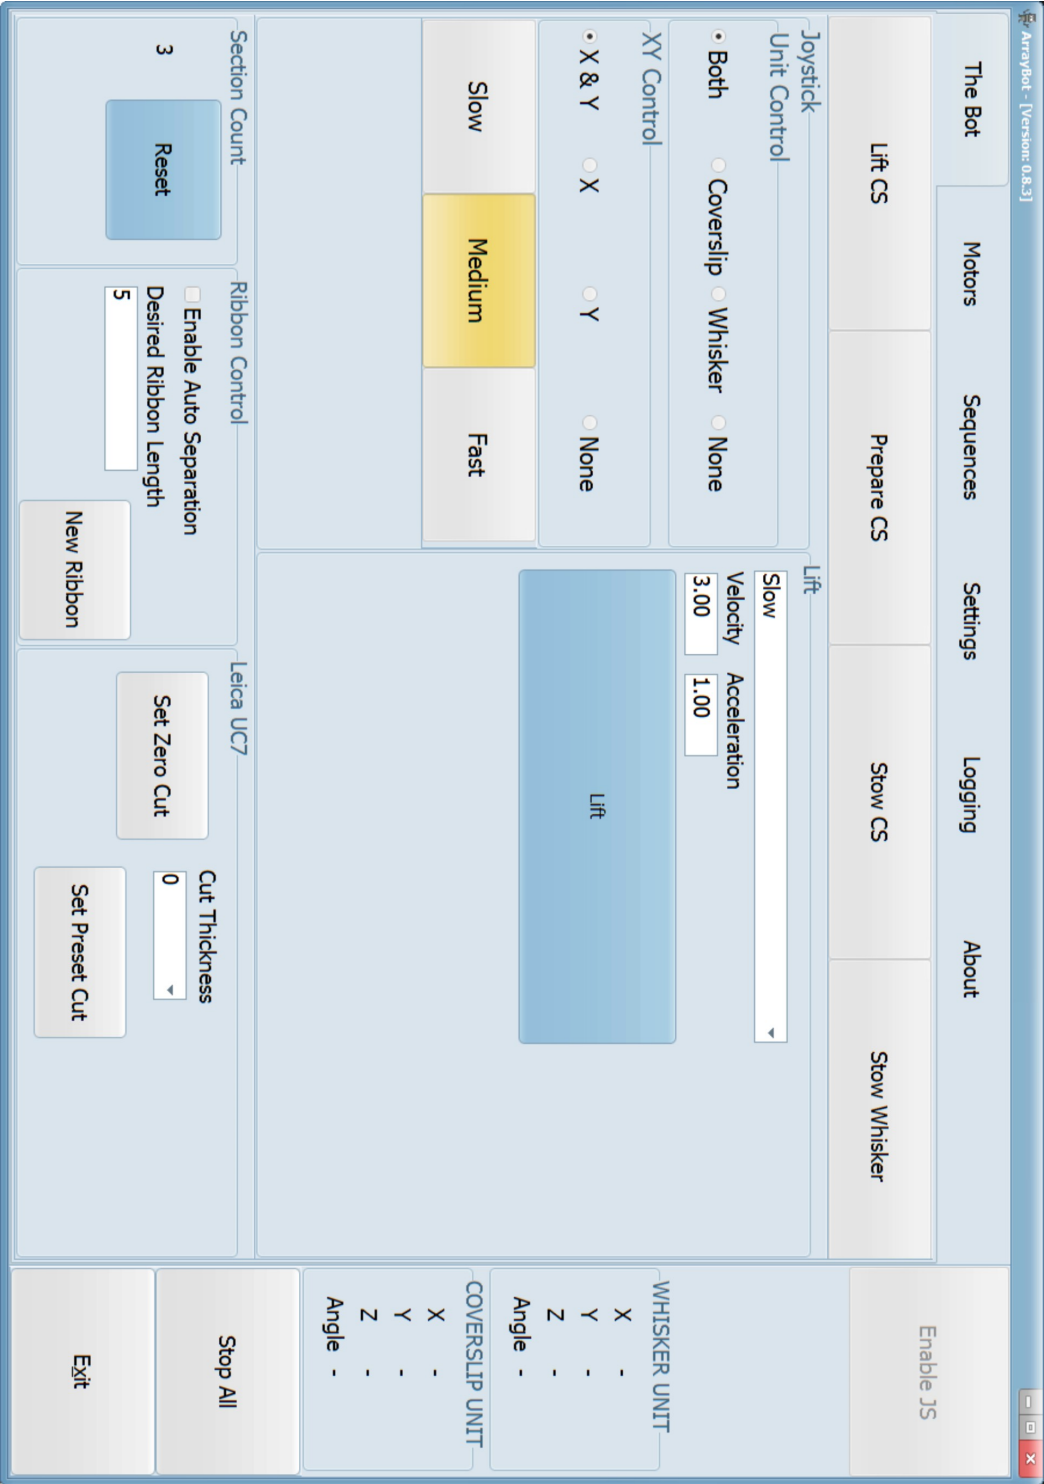 ArrayBot - [Version: 0.8.3]
The Bot Motors Sequences Settings Logging About
Enable JS
Lift CS Prepare CS Stow CS Stow Whisker
Joystick
Unit Control
Both Coverslip Whisker None
XY Control
X & Y X Y None
Slow Medium Fast
Lift
Slow
Velocity Acceleration
3.00 1.00
Lift
WHISKER UNIT
X -
Y -
Z -
Angle -
COVERSLIP UNIT
X -
Y -
Z -
Angle -
Section Count
3
Reset
Ribbon Control
Enable Auto Separation
Desired Ribbon Length
5
New Ribbon
Leica UC7
Set Zero Cut
Cut Thickness
0
Set Preset Cut
Stop All
Exit